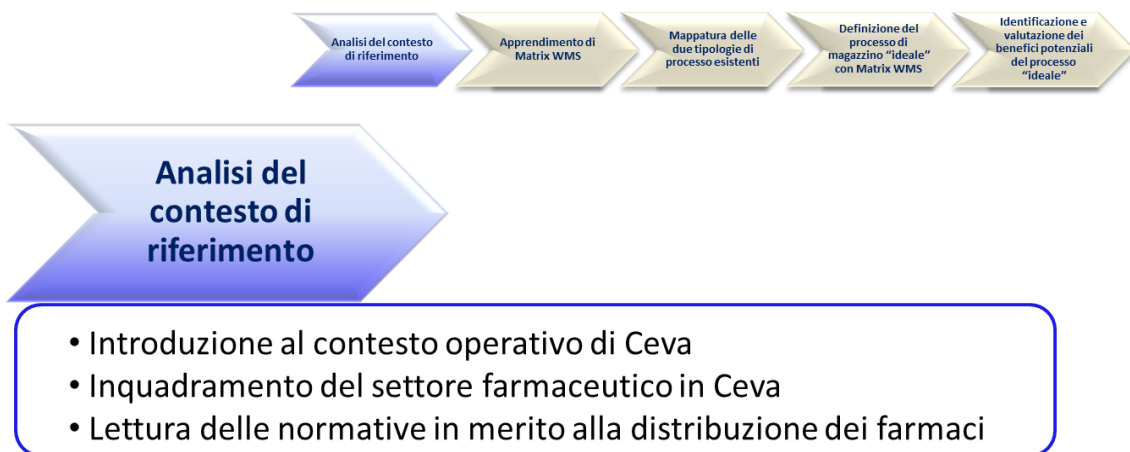 Analisi del contesto
di riferimento
Apprendimento di
Matrix WMS
Mappatura delle
due tipologie di
processo esistenti
Definizione del
processo di
magazzino “ideale”
con Matrix WMS
Identificazione e
valutazione dei
benefici potenziali
del processo
“ideale”
Analisi del
contesto di
riferimento
• Introduzione al contesto operativo di Ceva
• Inquadramento del settore farmaceutico in Ceva
• Lettura delle normative in merito alla distribuzione dei farmaci